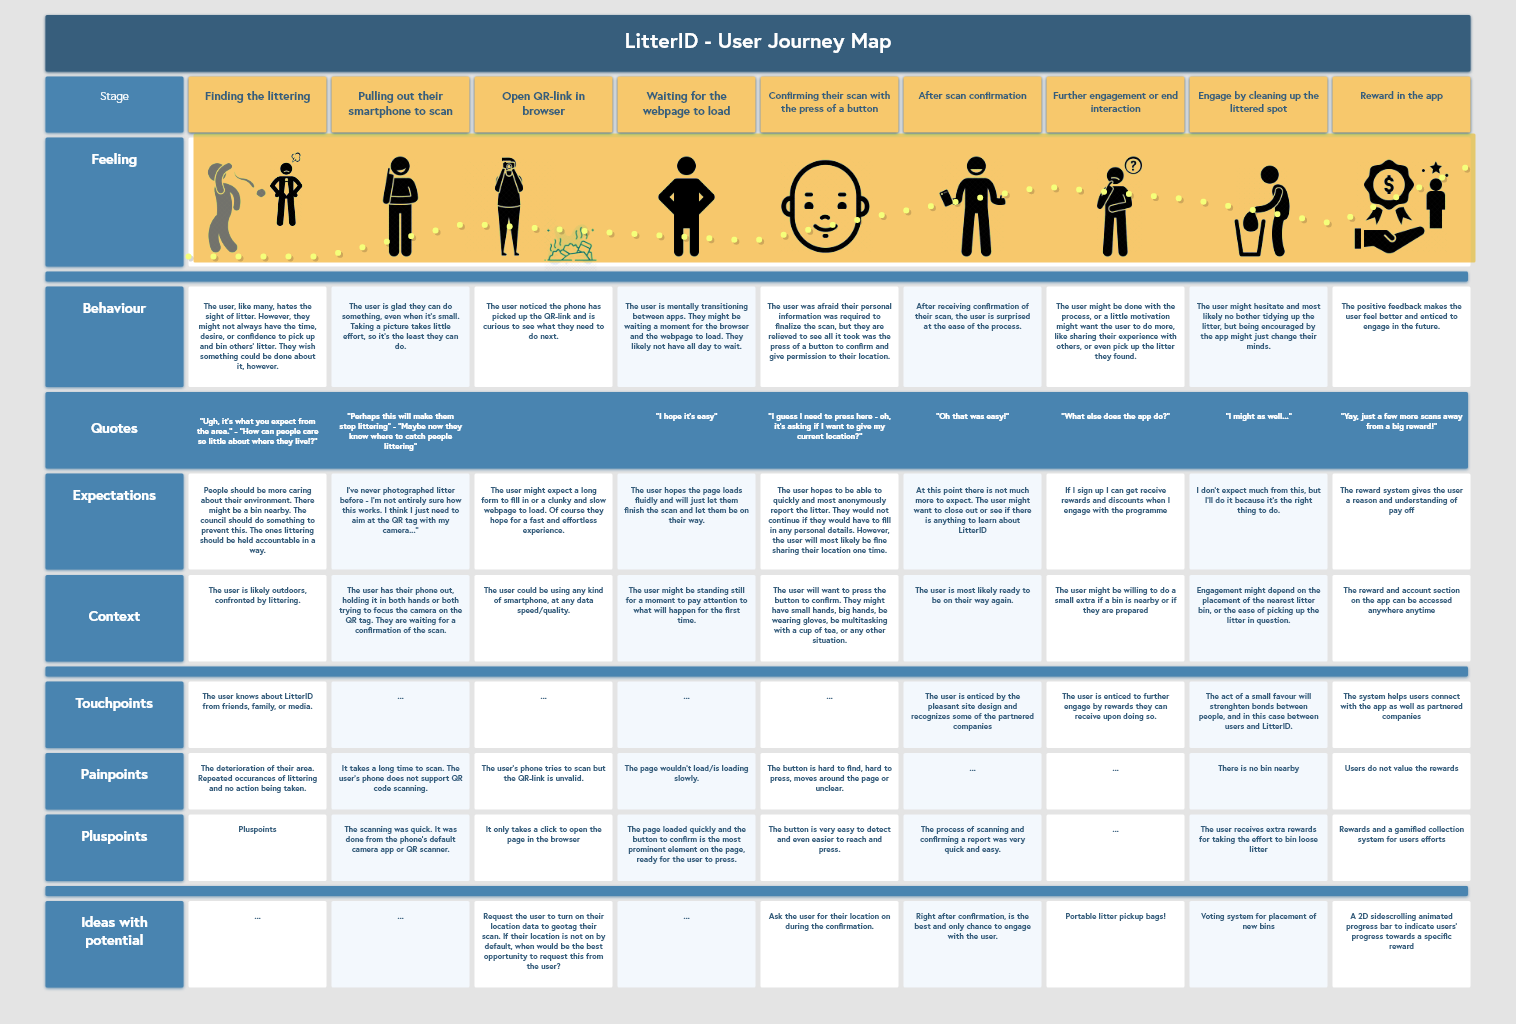 LitterID - User Journey Map
Stage
Finding the littering
Pulling out their
smartphone to scan
Open QR-link in
browser
Waiting for the
webpage to load
Confirming their scan with
the press of a button
After scan confirmation
Further engagement or end
interaction
Engage by cleaning up the
littered spot
Reward in the app
Feeling
?
$
Behaviour
The user, like many, hates the
sight of litter. However, they
might not always have the time,
desire, or confidence to pick up
and bin others' litter. They wish
something could be done about
it, however.
The user is glad they can do
something, even when it's small.
Taking a picture takes little
effort, so it's the least they can
do.
The user noticed the phone has
picked up the QR-link and is
curious to see what they need to
do next.
The user is mentally transitioning
between apps. They might be
waiting a moment for the browser
and the webpage to load. They
likely not have all day to wait.
The user was afraid their personal
information was required to
finalize the scan, but they are
relieved to see all it took was the
press of a button to confirm and
give permission to their location.
After receiving confirmation of
their scan, the user is surprised
at the ease of the process.
The user might be done with the
process, or a little motivation
might want the user to do more,
like sharing their experience with
others, or even pick up the litter
they found.
The user might hesitate and most
likely no bother tidying up the
litter, but being encouraged by
the app might just change their
minds.
The positive feedback makes the
user feel better and enticed to
engage in the future.
Quotes
"Ugh, it's what you expect from
the area." - "How can people care
so little about where they live!?"
"Perhaps this will make them
stop littering" - "Maybe now they
know where to catch people
littering"
"I hope it's easy"
"I guess I need to press here - oh,
it's asking if I want to give my
current location?"
"Oh that was easy!"
"What else does the app do?"
"I might as well..."
"Yay, just a few more scans away
from a big reward!"
Expectations
People should be more caring
about their environment. There
might be a bin nearby. The
council should do something to
prevent this. The ones littering
should be held accountable in a
way.
I've never photographed litter
before - I'm not entirely sure how
this works. I think I just need to
aim at the QR tag with my
camera..."
The user might expect a long
form to fill in or a clunky and slow
webpage to load. Of course they
hope for a fast and effortless
experience.
The user hopes the page loads
fluidly and will just let them
finish the scan and let them be on
their way.
The user hopes to be able to
quickly and most anonymously
report the litter. They would not
continue if they would have to fill
in any personal details. However,
the user will most likely be fine
sharing their location one time.
At this point there is not much
more to expect. The user might
want to close out or see if there
is anything to learn about
LitterID
If I sign up I can get receive
rewards and discounts when I
engage with the programme
I don't expect much from this, but
I'll do it because it's the right
thing to do.
The reward system gives the user
a reason and understanding of
pay off
Context
The user is likely outdoors,
confronted by littering.
The user has their phone out,
holding it in both hands or both
trying to focus the camera on the
QR tag. They are waiting for a
confirmation of the scan.
The user could be using any kind
of smartphone, at any data
speed/quality.
The user might be standing still
for a moment to pay attention to
what will happen for the first
time.
The user will want to press the
button to confirm. They might
have small hands, big hands, be
wearing gloves, be multitasking
with a cup of tea, or any other
situation.
The user is most likely ready to
be on their way again.
The user might be willing to do a
small extra if a bin is nearby or if
they are prepared
Engagement might depend on the
placement of the nearest litter
bin, or the ease of picking up the
litter in question.
The reward and account section
on the app can be accessed
anywhere anytime
Touchpoints
The user knows about LitterID
from friends, family, or media.
...
...
...
...
The user is enticed by the
pleasant site design and
recognizes some of the partnered
companies
The user is enticed to further
engage by rewards they can
receive upon doing so.
The act of a small favour will
strenghten bonds between
people, and in this case between
users and LitterID.
The system helps users connect
with the app as well as partnered
companies
Painpoints
The deterioration of their area.
Repeated occurances of littering
and no action being taken.
It takes a long time to scan. The
user's phone does not support QR
code scanning.
The user's phone tries to scan but
the QR-link is unvalid.
The page wouldn't load/is loading
slowly.
The button is hard to find, hard to
press, moves around the page or
unclear.
...
...
There is no bin nearby
Users do not value the rewards
Pluspoints
Pluspoints
The scanning was quick. It was
done from the phone's default
camera app or QR scanner.
It only takes a click to open the
page in the browser
The page loaded quickly and the
button to confirm is the most
prominent element on the page,
ready for the user to press.
The button is very easy to detect
and even easier to reach and
press.
The process of scanning and
confirming a report was very
quick and easy.
...
The user receives extra rewards
for taking the effort to bin loose
litter
Rewards and a gamified collection
system for users efforts
Ideas with
potential
...
...
Request the user to turn on their
location data to geotag their
scan. If their location is not on by
default, when would be the best
opportunity to request this from
the user?
...
Ask the user for their location on
during the confirmation.
Right after confirmation, is the
best and only chance to engage
with the user.
Portable litter pickup bags!
Voting system for placement of
new bins
A 2D sidescrolling animated
progress bar to indicate users'
progress towards a specific
reward